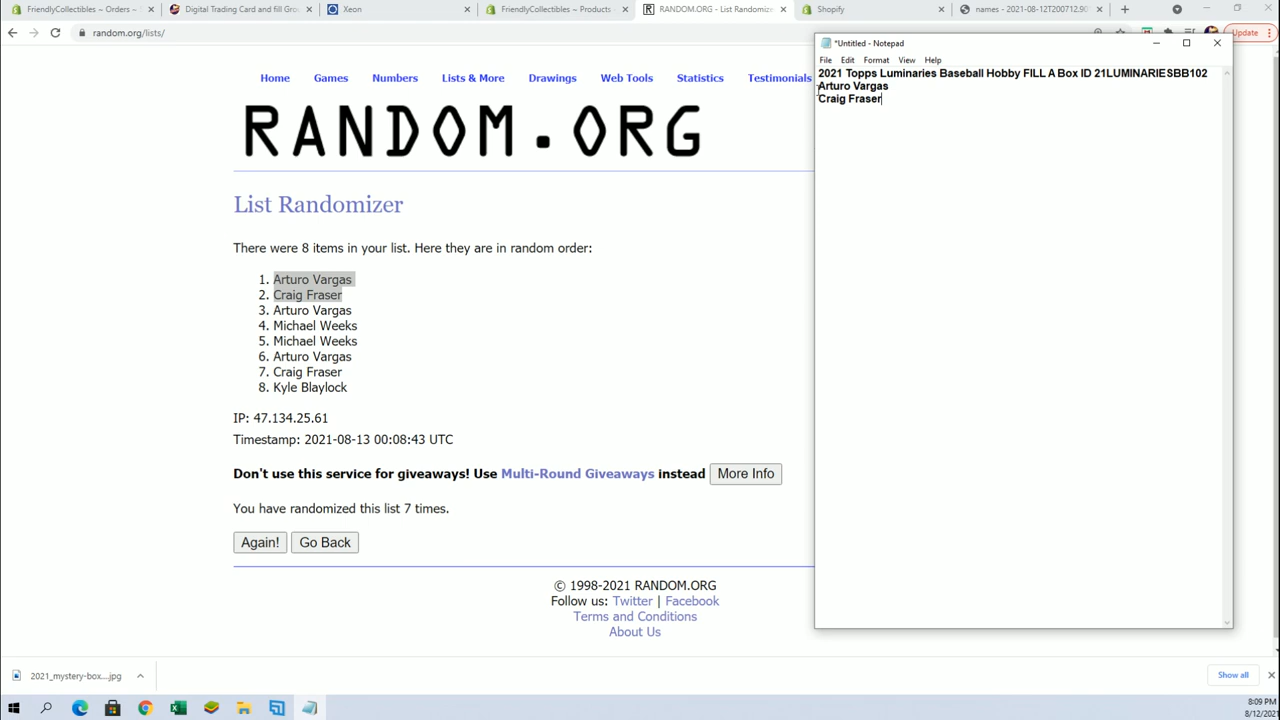 FriendlyCollectibles ~ Orders ~ S
Digital Trading Card and fill Gro
Xeon
FriendlyCollectibles ~ Products
RANDOM.ORG - List Randomizer
Shopify
names - 2021-08-12T200712.90
random.org/lists/
Update
Home Games Numbers Lists & More Drawings Web Tools Statistics Testimonials
RANDOM.ORG
List Randomizer
There were 8 items in your list. Here they are in random order:
1. Arturo Vargas
2. Craig Fraser
3. Arturo Vargas
4. Michael Weeks
5. Michael Weeks
6. Arturo Vargas
7. Craig Fraser
8. Kyle Blaylock
IP: 47.134.25.61
Timestamp: 2021-08-13 00:08:43 UTC
Don't use this service for giveaways! Use Multi-Round Giveaways instead More Info
You have randomized this list 7 times.
Again! Go Back
© 1998-2021 RANDOM.ORG
Follow us: Twitter | Facebook
Terms and Conditions
About Us
*Untitled - Notepad
File Edit Format View Help
2021 Topps Luminaries Baseball Hobby FILL A Box ID 21LUMINARIESBB102
Arturo Vargas
Craig Fraser
2021_mystery-box....jpg
Show all
8:09 PM
8/12/2021